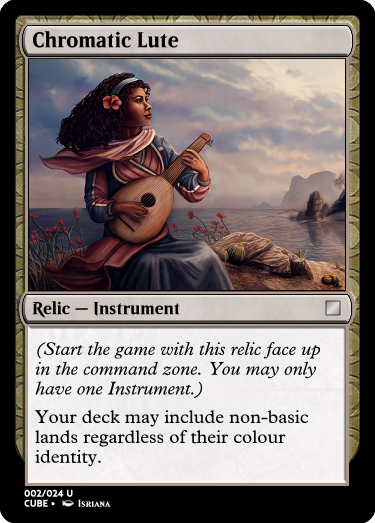 Chromatic Lute
Relic — Instrument
(Start the game with this relic face up
in the command zone. You may only
have one Instrument.)
Your deck may include non-basic
lands regardless of their colour
identity.
002/024 U
CUBE • Isriana